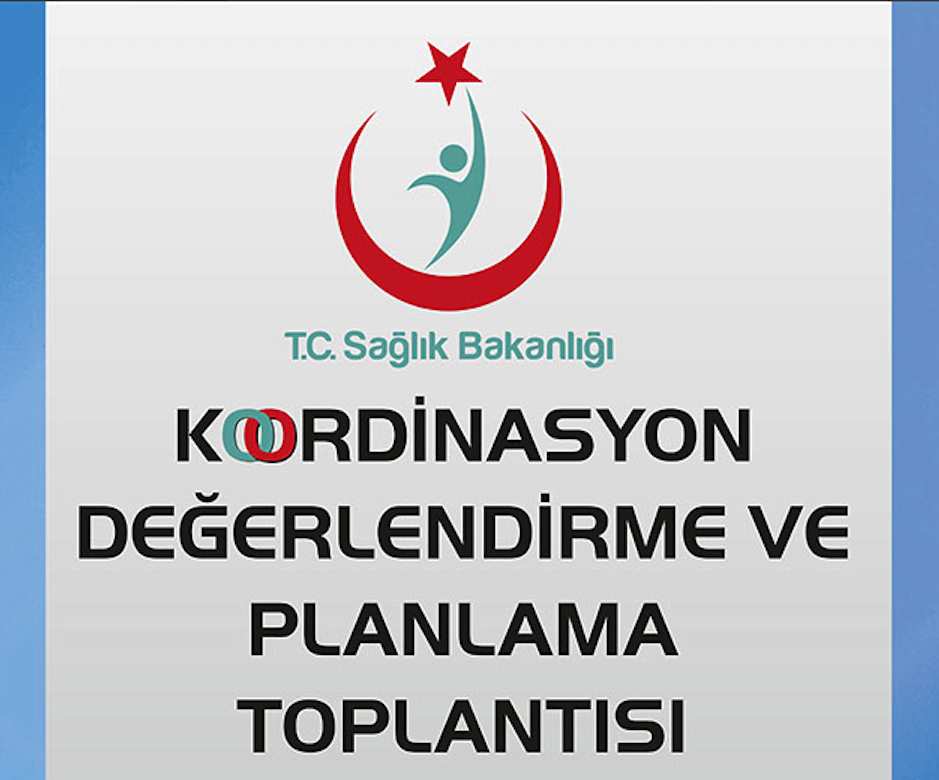 T.C. Sağlık Bakanlığı
KOORDİNASYON
DEĞERLENDİRME VE
PLANLAMA
TOPLANTISI